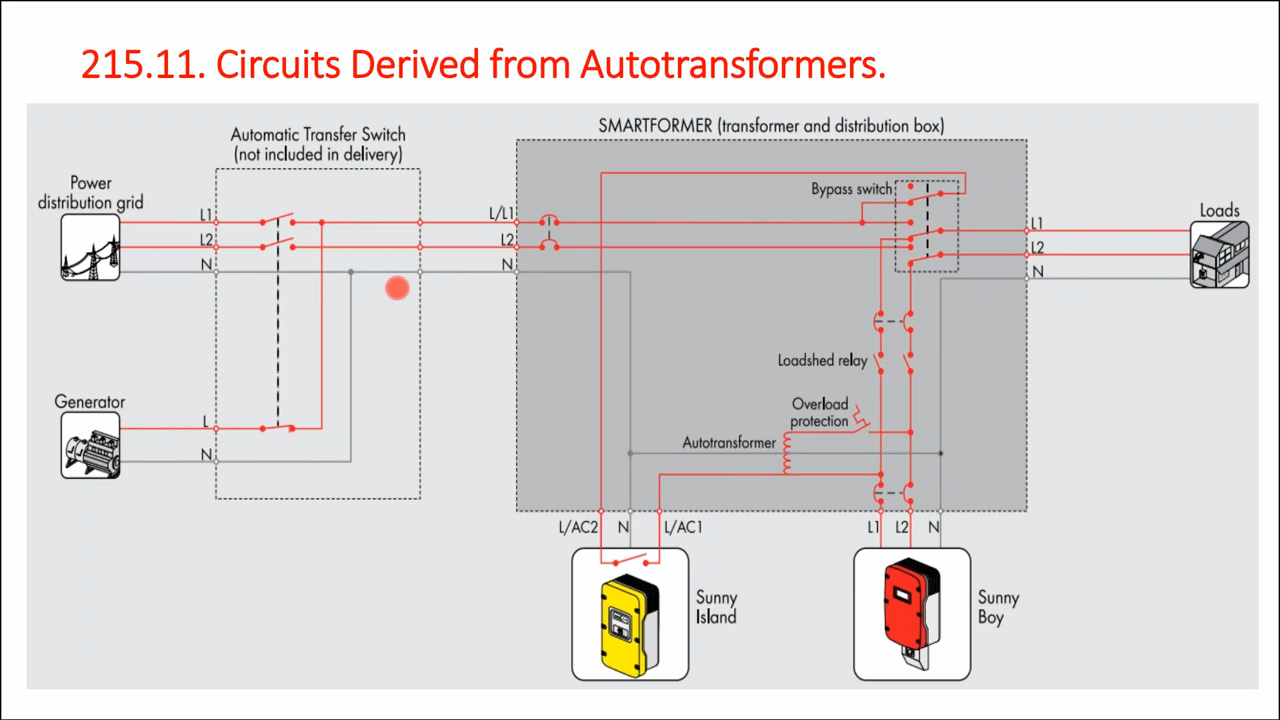 215.11. Circuits Derived from Autotransformers.
SMARTFORMER (transformer and distribution box)
Automatic Transfer Switch
(not included in delivery)
Power
distribution grid
Bypass switch
L1
L2
N
L/L1
L2
N
L1
L2
N
Loads
Loadshed relay
Generator
L
N
Overload
protection
Autotransformer
L/AC2
N
L/AC1
L1
L2
N
Sunny
Island
Sunny
Boy